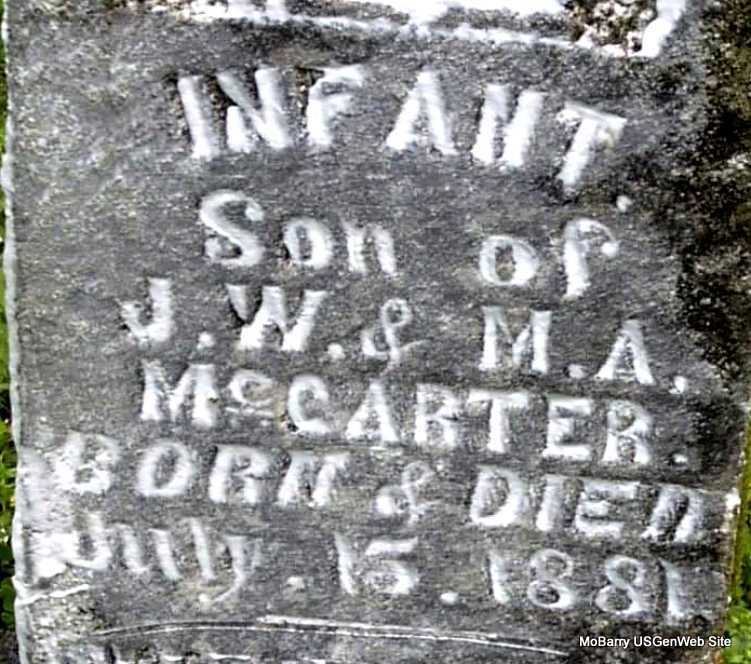 INFANT.
Son of
J.W. & M.A.
McCARTER.
BORN & DIED
July. 15. 1881
MoBarry USGenWeb Site